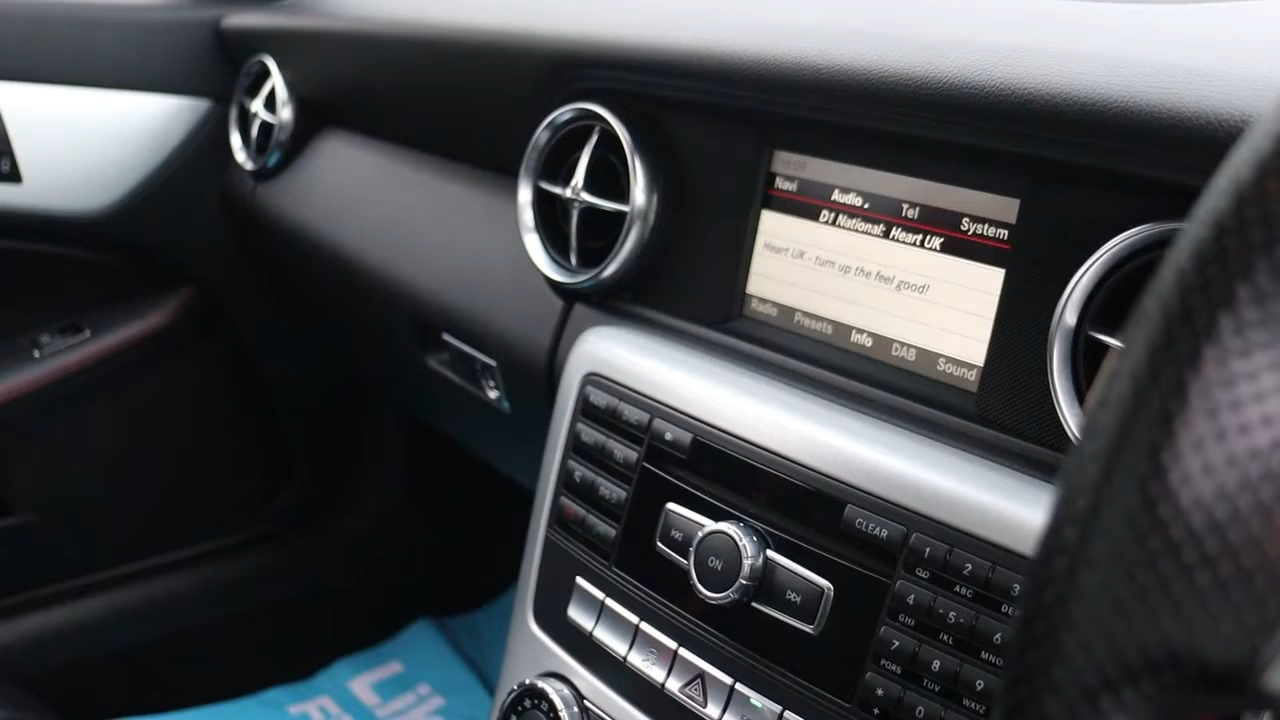 Navi Audio Tel System
D1 National: Heart UK
Heart UK - turn up the feel good!
Radio Presets Info DAB Sound
CLEAR
ON
TEL
1 2 3
ABC
4 5 6
GHI JKL MNO
7 8 9
PQRS TUV WXYZ
* 0
+